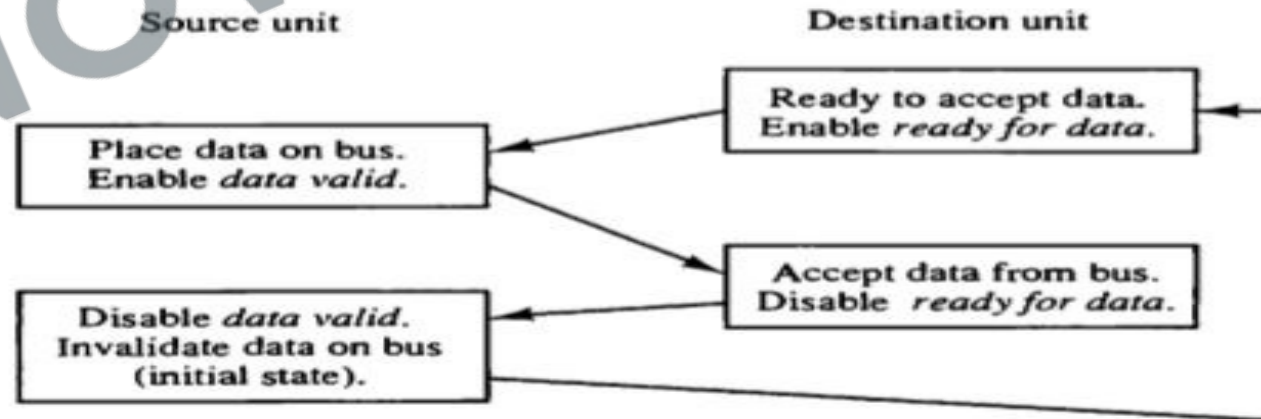 Source unit
Destination unit
Ready to accept data.
Enable ready for data.
Place data on bus.
Enable data valid.
Accept data from bus.
Disable ready for data.
Disable data valid.
Invalidate data on bus
(initial state).